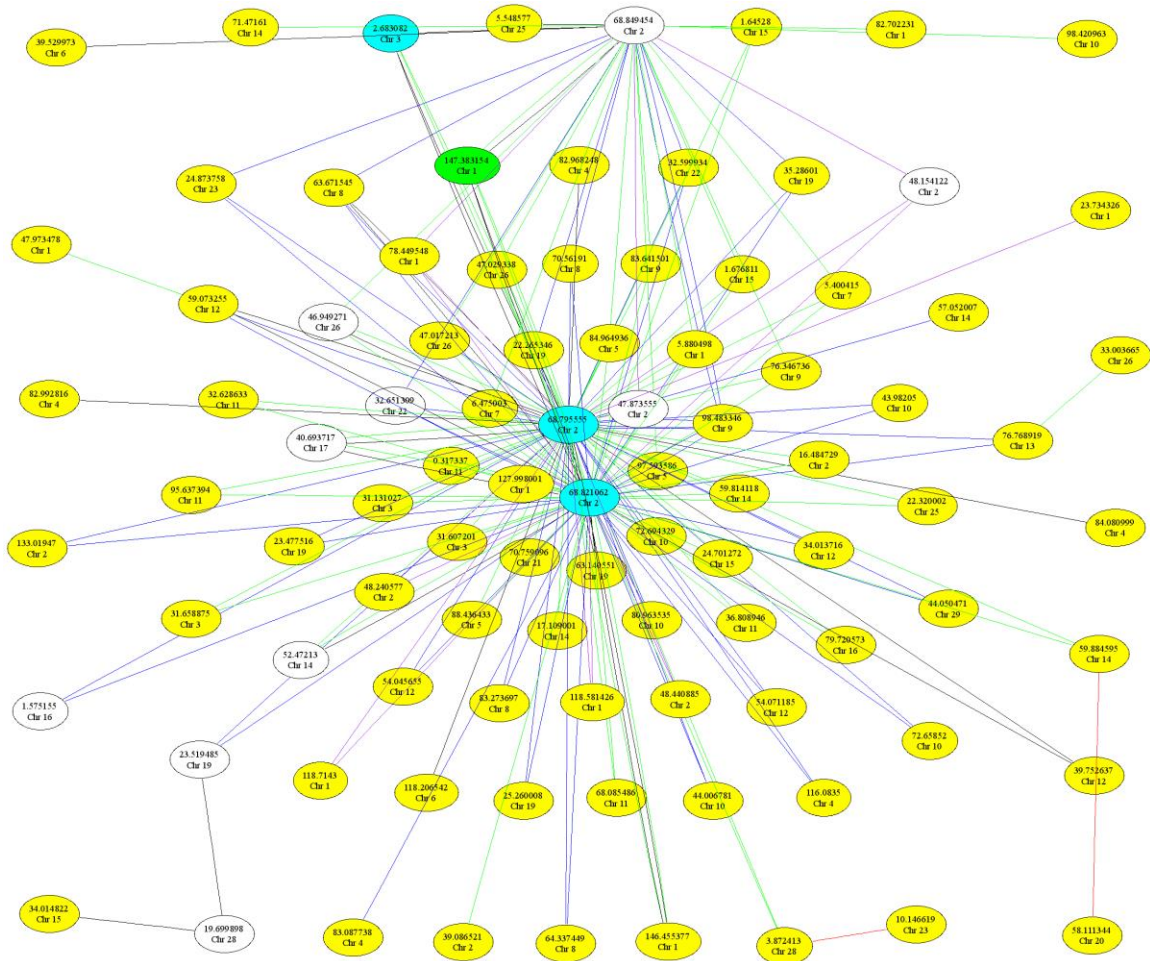 71.47161
Chr 14
2.683082
Chr 3
5.548577
Chr 25
68.849454
Chr 2
1.64528
Chr 15
82.702231
Chr 1
39.529973
Chr 6
98.420963
Chr 10
147.383154
Chr 1
82.968248
Chr 4
32.599934
Chr 22
35.28601
Chr 19
24.873758
Chr 23
63.671545
Chr 8
48.154122
Chr 2
23.734326
Chr 1
47.973478
Chr 1
78.449548
Chr 1
47.029338
Chr 26
70.56191
Chr 8
83.641501
Chr 9
1.676811
Chr 15
5.400415
Chr 7
59.073255
Chr 12
46.949271
Chr 26
57.052007
Chr 14
47.017213
Chr 26
22.265346
Chr 19
84.964936
Chr 5
5.880498
Chr 1
76.346736
Chr 9
33.003665
Chr 26
82.992816
Chr 4
32.628633
Chr 11
32.651309
Chr 22
6.475003
Chr 7
68.795555
Chr 2
47.873555
Chr 2
98.483346
Chr 9
43.98205
Chr 10
40.693717
Chr 17
76.768919
Chr 13
0.317337
Chr 11
127.998001
Chr 1
97.593586
Chr 5
16.484729
Chr 2
95.637394
Chr 11
31.131027
Chr 3
68.821062
Chr 2
59.814118
Chr 14
22.320002
Chr 25
84.080999
Chr 4
133.01947
Chr 2
23.477516
Chr 19
31.607201
Chr 3
70.759096
Chr 21
72.694329
Chr 10
63.140551
Chr 19
24.701272
Chr 15
34.013716
Chr 12
31.658875
Chr 3
48.240577
Chr 2
88.436433
Chr 5
17.109001
Chr 14
80.963535
Chr 10
36.808946
Chr 11
44.050471
Chr 29
79.720573
Chr 16
52.47213
Chr 14
59.884595
Chr 14
1.575155
Chr 16
54.045655
Chr 12
83.273697
Chr 8
118.581426
Chr 1
48.440885
Chr 2
54.071185
Chr 12
72.65852
Chr 10
23.519485
Chr 19
118.7143
Chr 1
118.206542
Chr 6
25.260008
Chr 19
68.085486
Chr 11
44.006781
Chr 10
116.0835
Chr 4
39.752637
Chr 12
34.014822
Chr 15
19.699898
Chr 28
83.087738
Chr 4
39.086521
Chr 2
64.337449
Chr 8
146.455377
Chr 1
3.872413
Chr 28
10.146619
Chr 23
58.111344
Chr 20